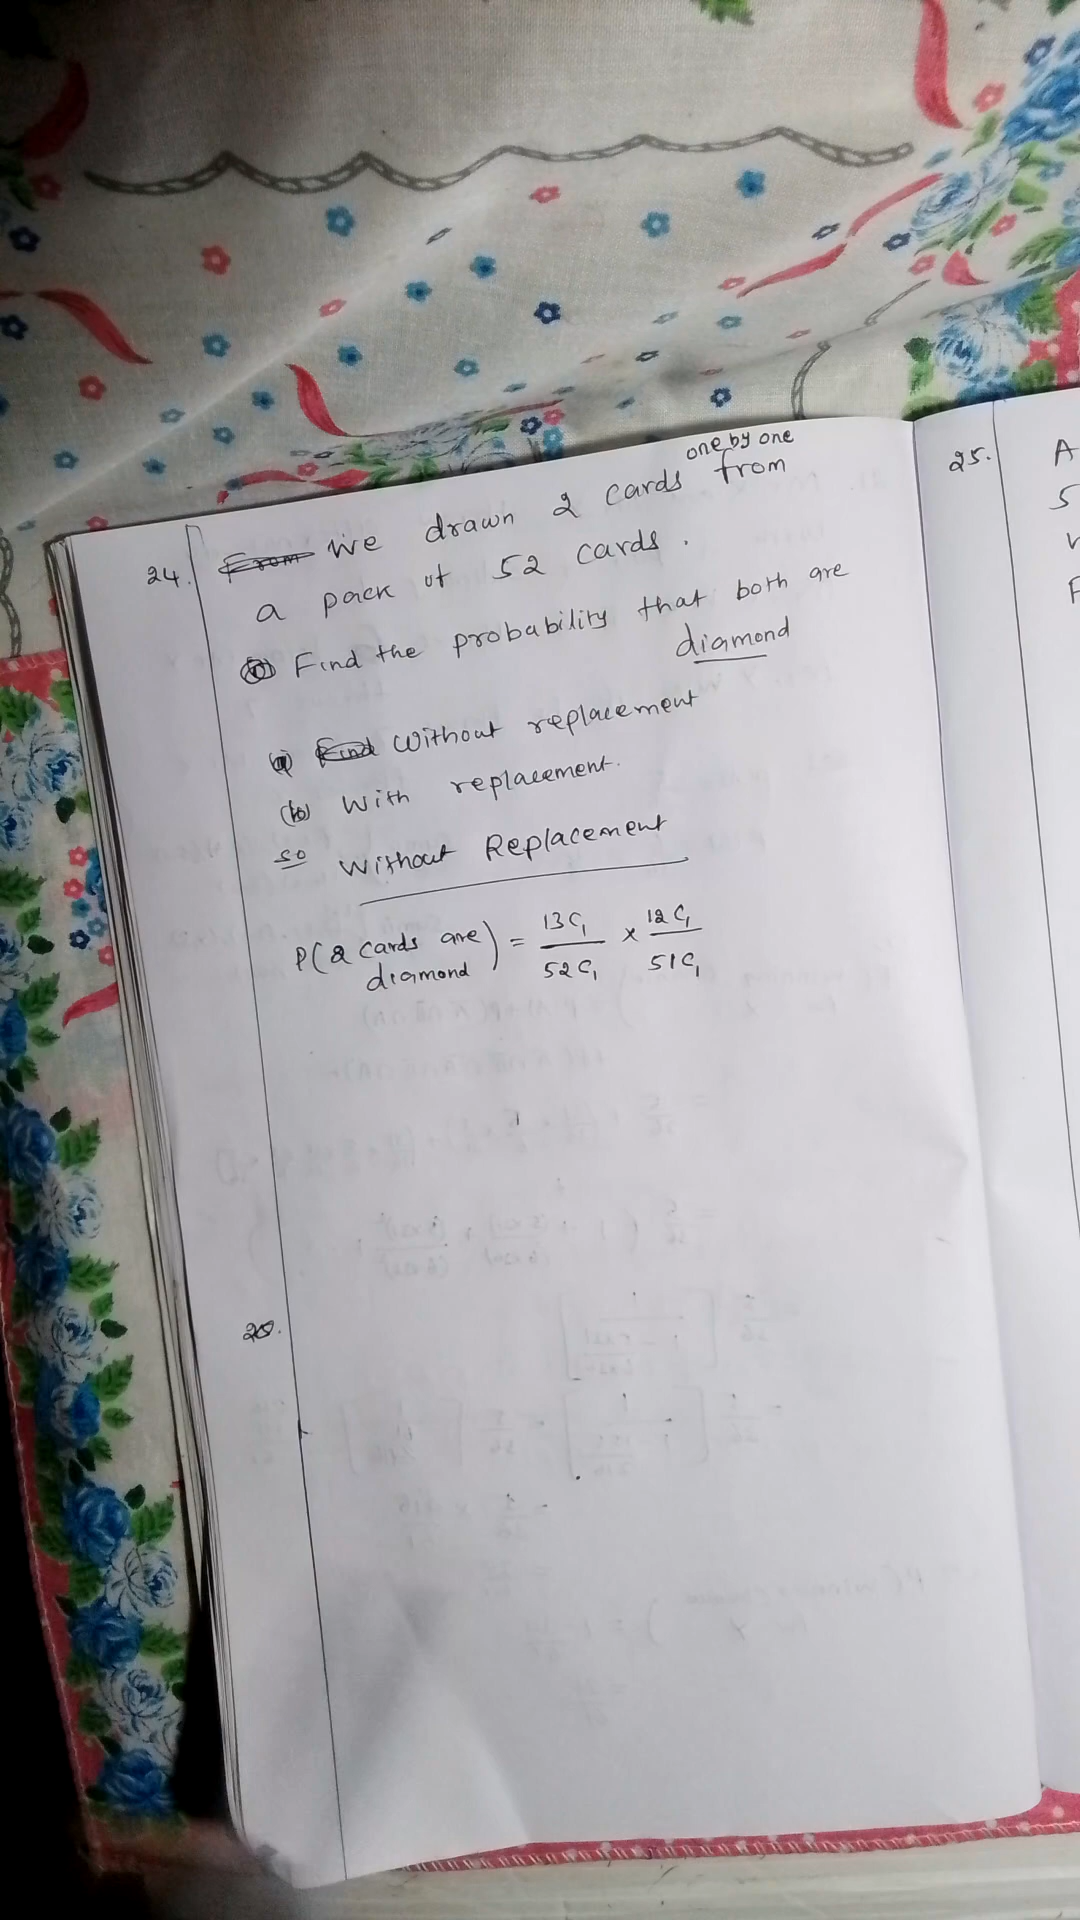 24. We drawn 2 cards one by one from
a pack of 52 cards.
Find the probability that both are
diamond
(a) Without replacement
(b) With replacement.
so Without Replacement
P(2 cards are diamond) = 13C₁/52C₁ × 12C₁/51C₁
20.
25. A
S